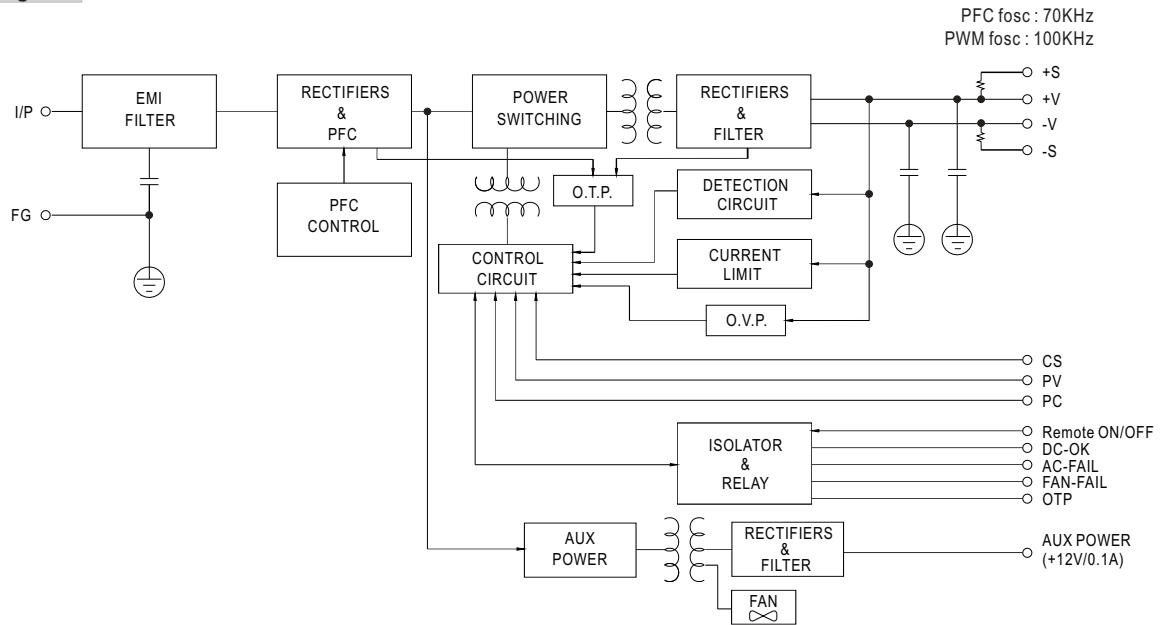 PFC fosc : 70KHz
PWM fosc : 100KHz
I/P
EMI
FILTER
RECTIFIERS
&
PFC
POWER
SWITCHING
RECTIFIERS
&
FILTER
+S
+V
-V
-S
FG
PFC
CONTROL
O.T.P.
DETECTION
CIRCUIT
CONTROL
CIRCUIT
CURRENT
LIMIT
O.V.P.
CS
PV
PC
ISOLATOR
&
RELAY
Remote ON/OFF
DC-OK
AC-FAIL
FAN-FAIL
OTP
AUX
POWER
RECTIFIERS
&
FILTER
AUX POWER
(+12V/0.1A)
FAN